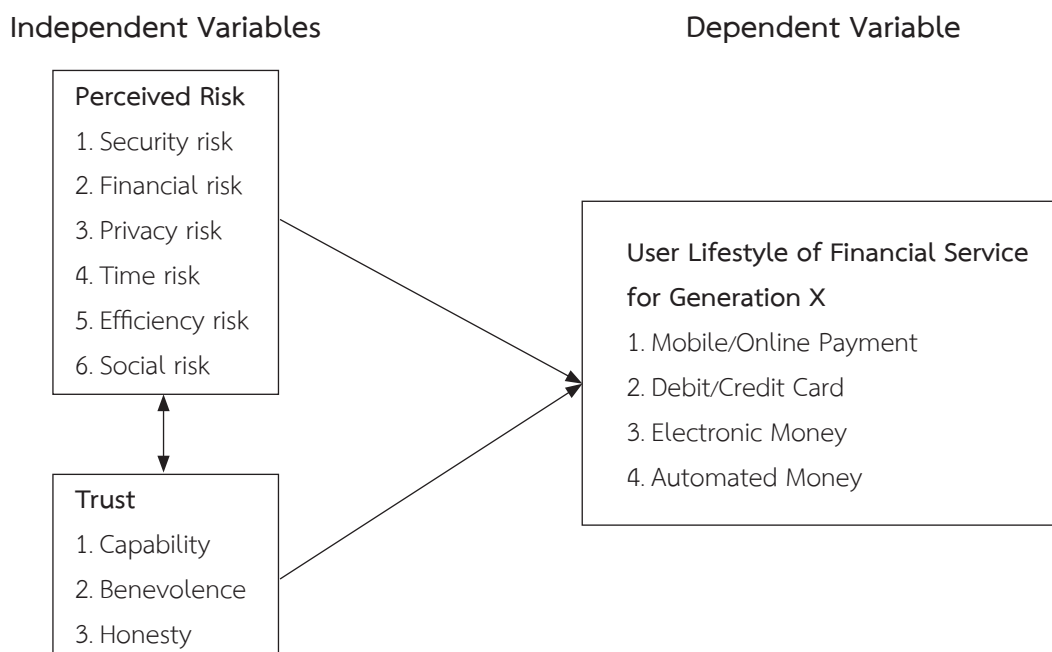 Independent Variables
Dependent Variable
Perceived Risk
1. Security risk
2. Financial risk
3. Privacy risk
4. Time risk
5. Efficiency risk
6. Social risk
Trust
1. Capability
2. Benevolence
3. Honesty
User Lifestyle of Financial Service
for Generation X
1. Mobile/Online Payment
2. Debit/Credit Card
3. Electronic Money
4. Automated Money